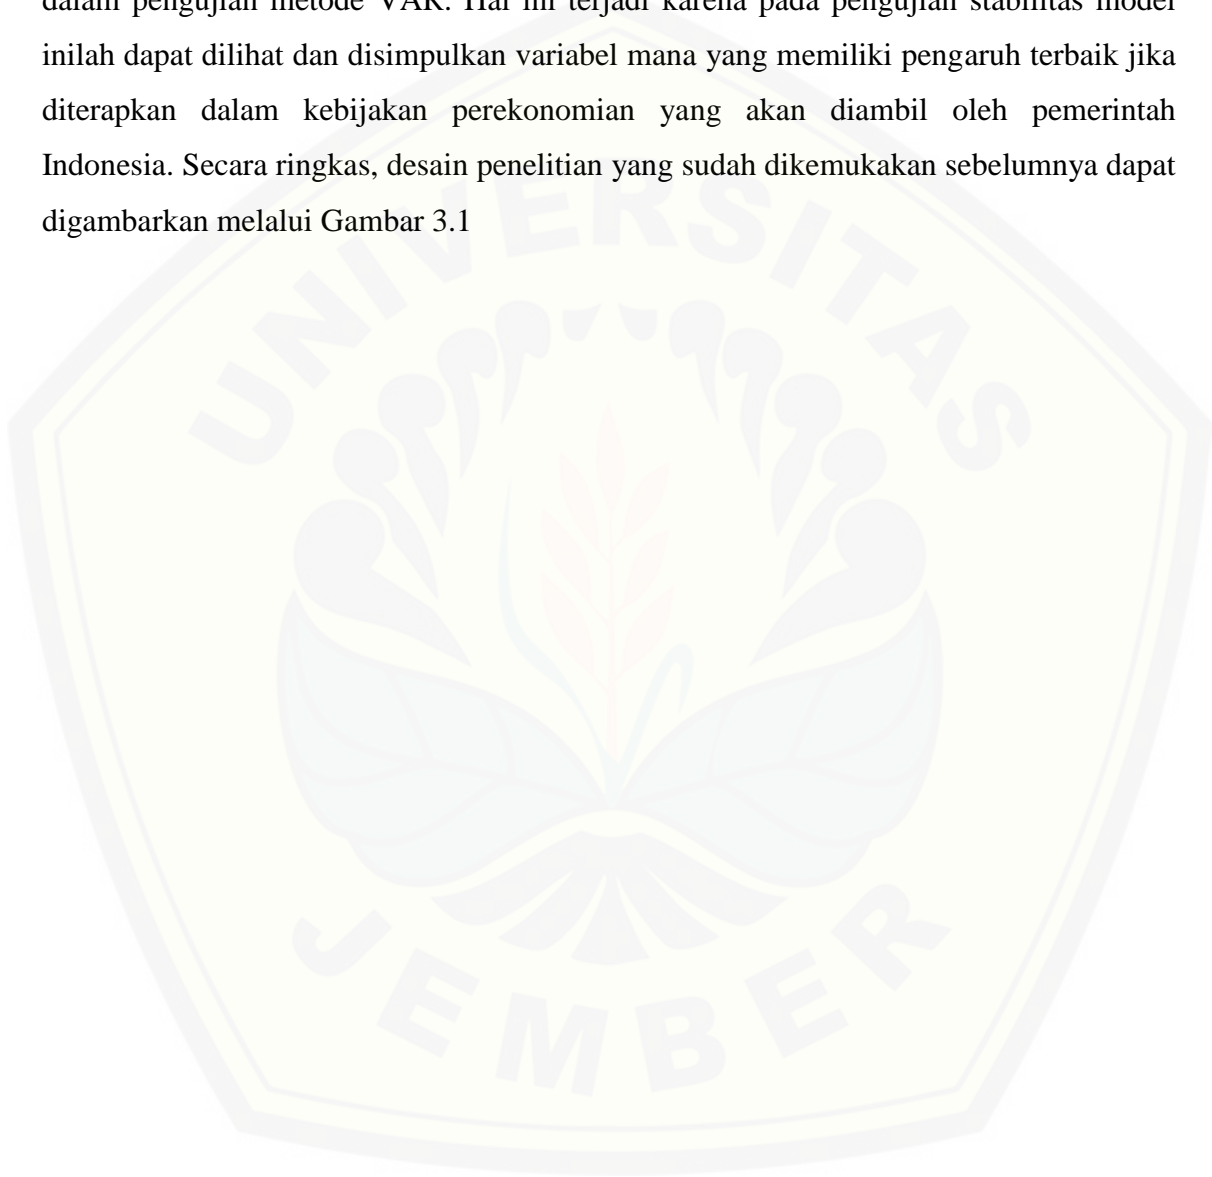 dalam pengujian metode VAR. Hal ini terjadi karena pada pengujian stabilitas model
inilah dapat dilihat dan disimpulkan variabel mana yang memiliki pengaruh terbaik jika
diterapkan dalam kebijakan perekonomian yang akan diambil oleh pemerintah
Indonesia. Secara ringkas, desain penelitian yang sudah dikemukakan sebelumnya dapat
digambarkan melalui Gambar 3.1
UNIVERSITAS
JEMBER